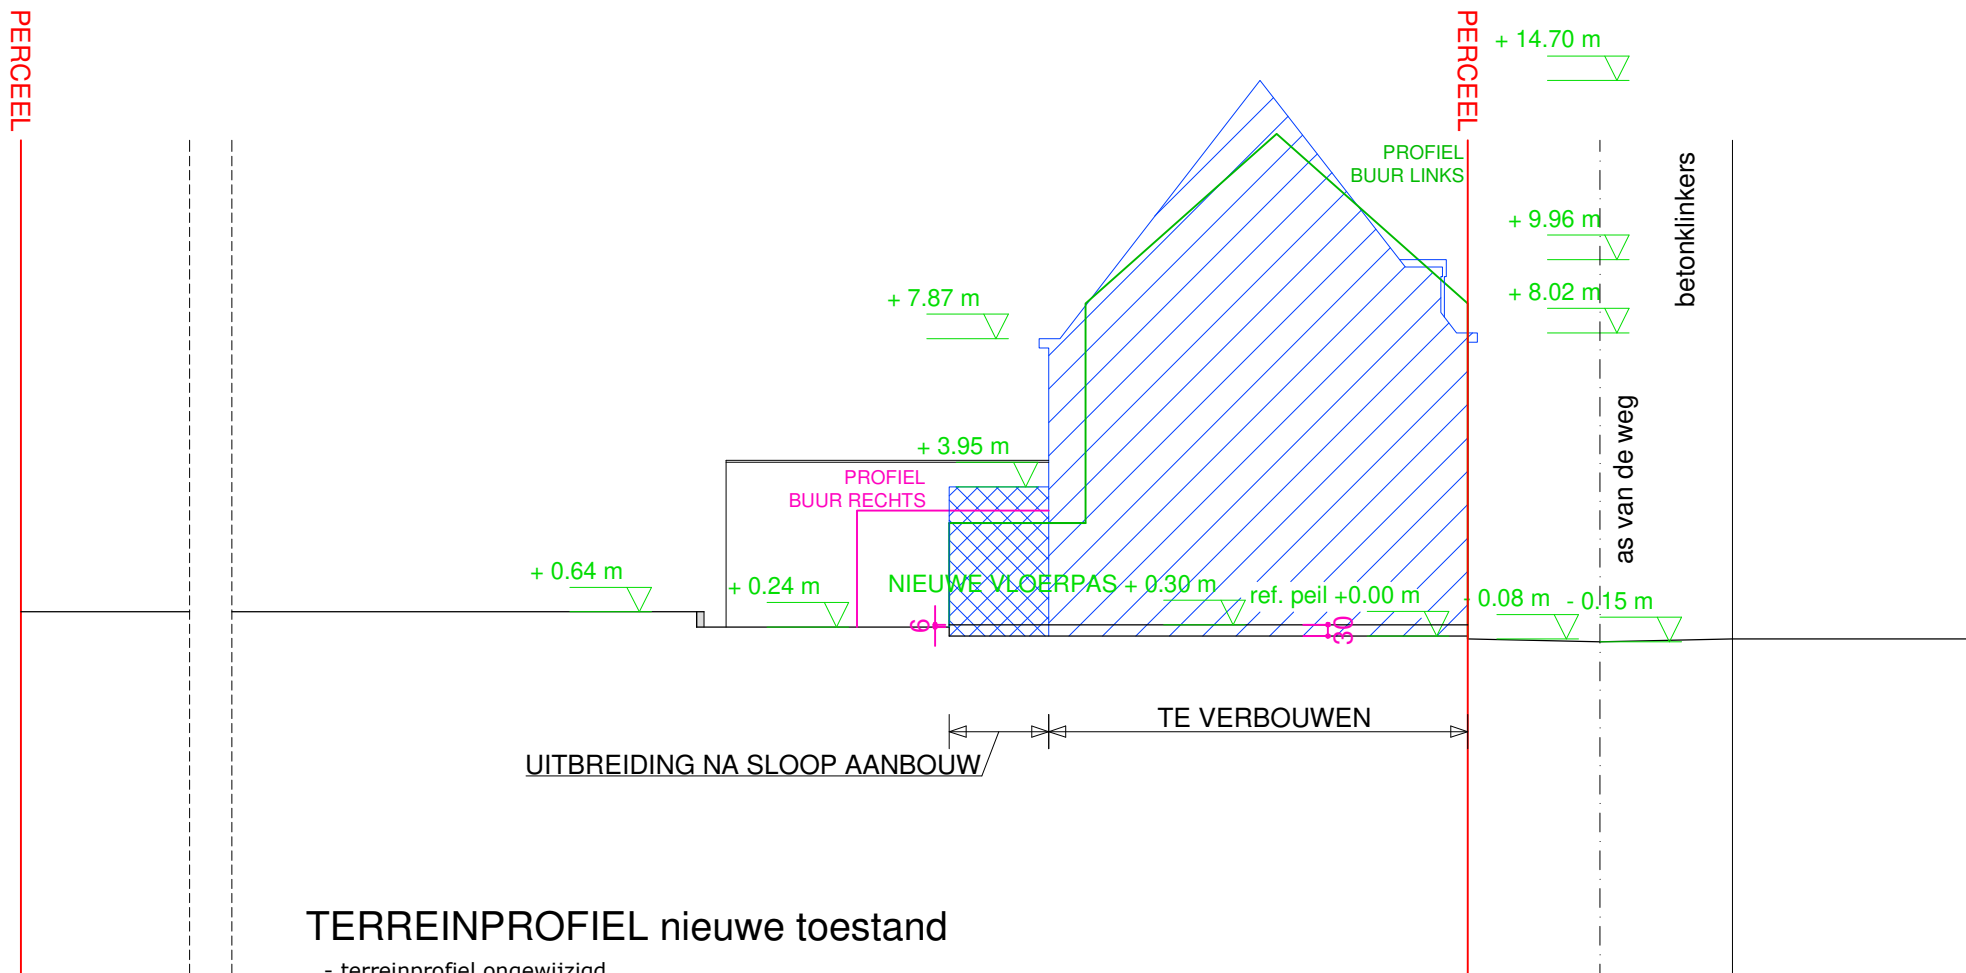 PERCEEL
PERCEEL
+ 14.70 m
PROFIEL
BUUR LINKS
betonklinkers
+ 9.96 m
+ 8.02 m
+ 7.87 m
as van de weg
+ 3.95 m
PROFIEL
BUUR RECHTS
+ 0.64 m
+ 0.24 m
NIEUWE VLOERPAS + 0.30 m
ref. peil +0.00 m
- 0.08 m
- 0.15 m
6
30
TE VERBOUWEN
UITBREIDING NA SLOOP AANBOUW
TERREINPROFIEL nieuwe toestand
- terreinprofiel ongewijzigd